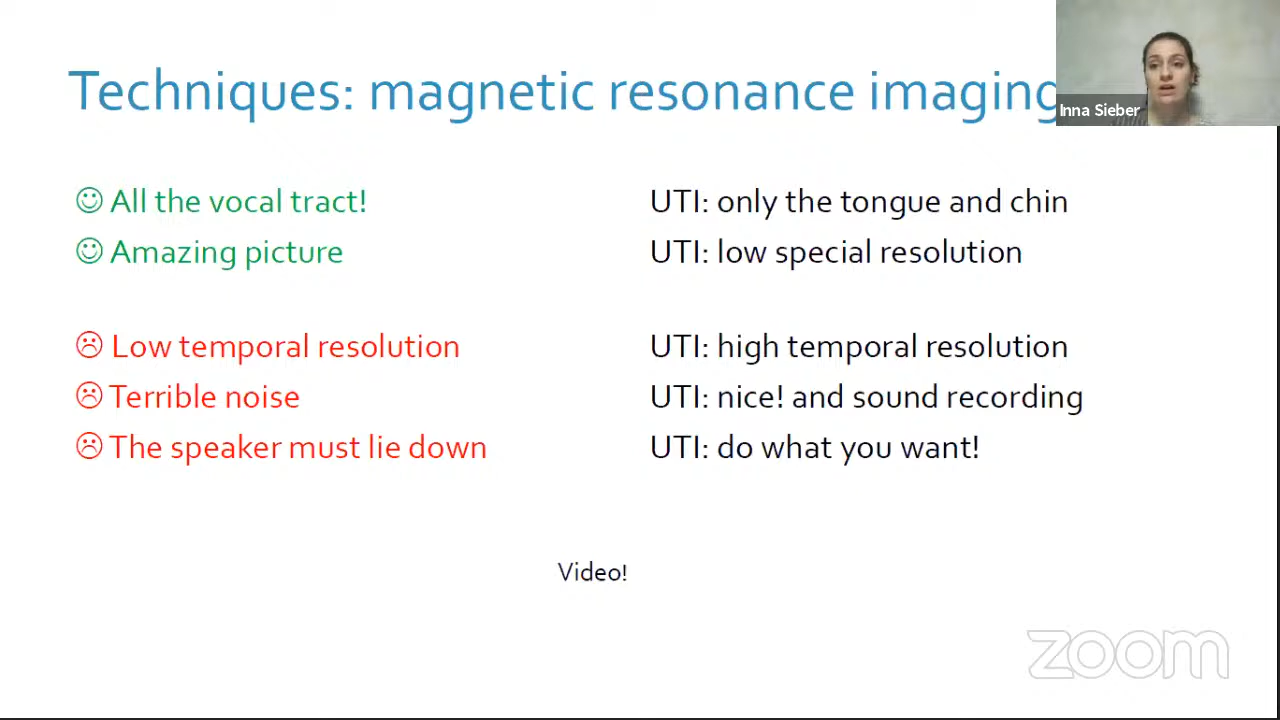 Techniques: magnetic resonance imaging
Inna Sieber
All the vocal tract!
UTI: only the tongue and chin
Amazing picture
UTI: low special resolution
Low temporal resolution
UTI: high temporal resolution
Terrible noise
UTI: nice! and sound recording
The speaker must lie down
UTI: do what you want!
Video!
zoom